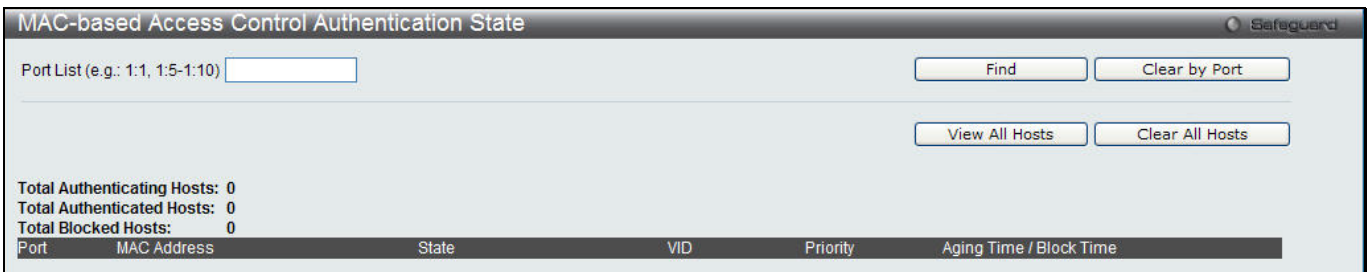 MAC-based Access Control Authentication State Safeguard
Port List (e.g.: 1:1, 1:5-1:10) Find Clear by Port
View All Hosts Clear All Hosts
Total Authenticating Hosts: 0
Total Authenticated Hosts: 0
Total Blocked Hosts: 0
Port MAC Address State VID Priority Aging Time / Block Time